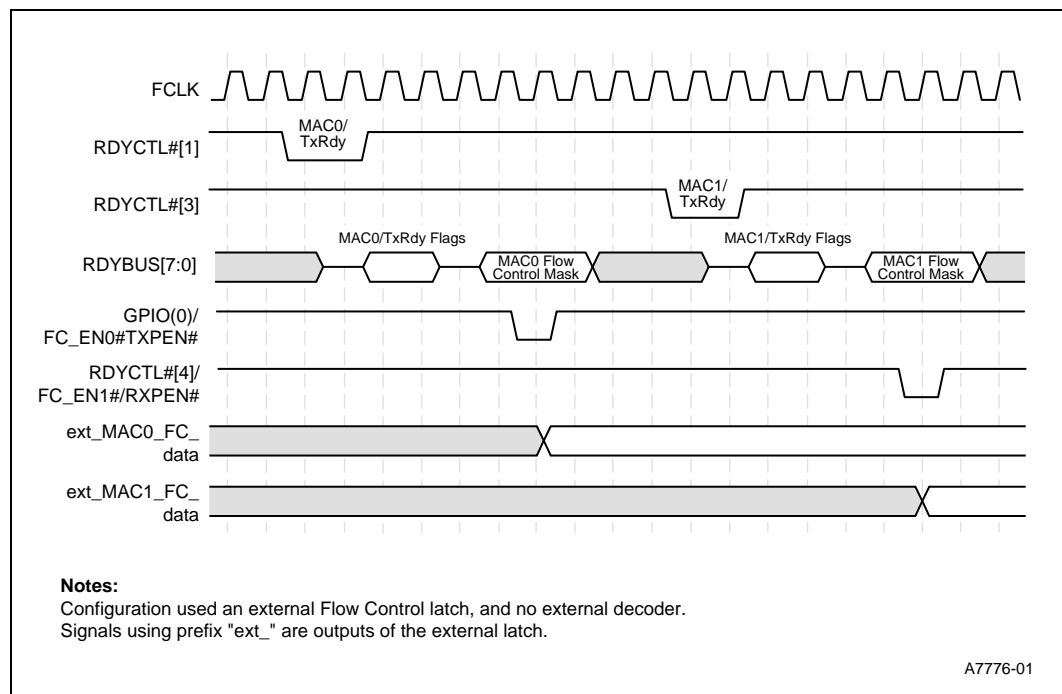 FCLK
MAC0/
TxRdy
RDYCTL#[1]
MAC1/
TxRdy
RDYCTL#[3]
MAC0/TxRdy Flags
MAC1/TxRdy Flags
RDYBUS[7:0]
MAC0 Flow
Control Mask
MAC1 Flow
Control Mask
GPIO(0)/
FC_EN0#TXPEN#
RDYCTL#[4]/
FC_EN1#/RXPEN#
ext_MAC0_FC_
data
ext_MAC1_FC_
data
Notes:
Configuration used an external Flow Control latch, and no external decoder.
Signals using prefix "ext_" are outputs of the external latch.
A7776-01